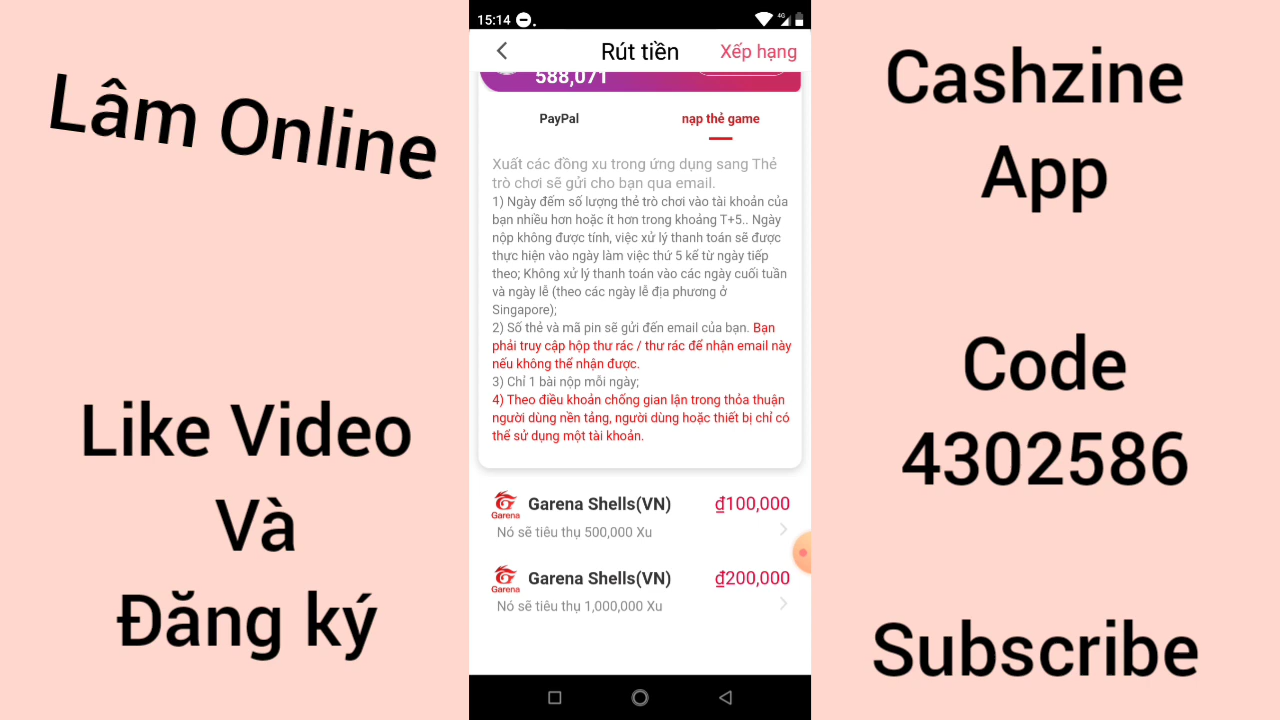 Lâm Online
Like Video
Và
Đăng ký
15:14
4G
Rút tiền
Xếp hạng
588,071
PayPal
nạp thẻ game
Xuất các đồng xu trong ứng dụng sang Thẻ
trò chơi sẽ gửi cho bạn qua email.
1) Ngày đếm số lượng thẻ trò chơi vào tài khoản của
bạn nhiều hơn hoặc ít hơn trong khoảng T+5.. Ngày
nộp không được tính, việc xử lý thanh toán sẽ được
thực hiện vào ngày làm việc thứ 5 kể từ ngày tiếp
theo; Không xử lý thanh toán vào các ngày cuối tuần
và ngày lễ (theo các ngày lễ địa phương ở
Singapore);
2) Số thẻ và mã pin sẽ gửi đến email của bạn. Bạn
phải truy cập hộp thư rác / thư rác để nhận email này
nếu không thể nhận được.
3) Chỉ 1 bài nộp mỗi ngày;
4) Theo điều khoản chống gian lận trong thỏa thuận
người dùng nền tảng, người dùng hoặc thiết bị chỉ có
thể sử dụng một tài khoản.
Garena
Garena Shells(VN)
₫100,000
Nó sẽ tiêu thụ 500,000 Xu
Garena
Garena Shells(VN)
₫200,000
Nó sẽ tiêu thụ 1,000,000 Xu
Cashzine
App
Code
4302586
Subscribe